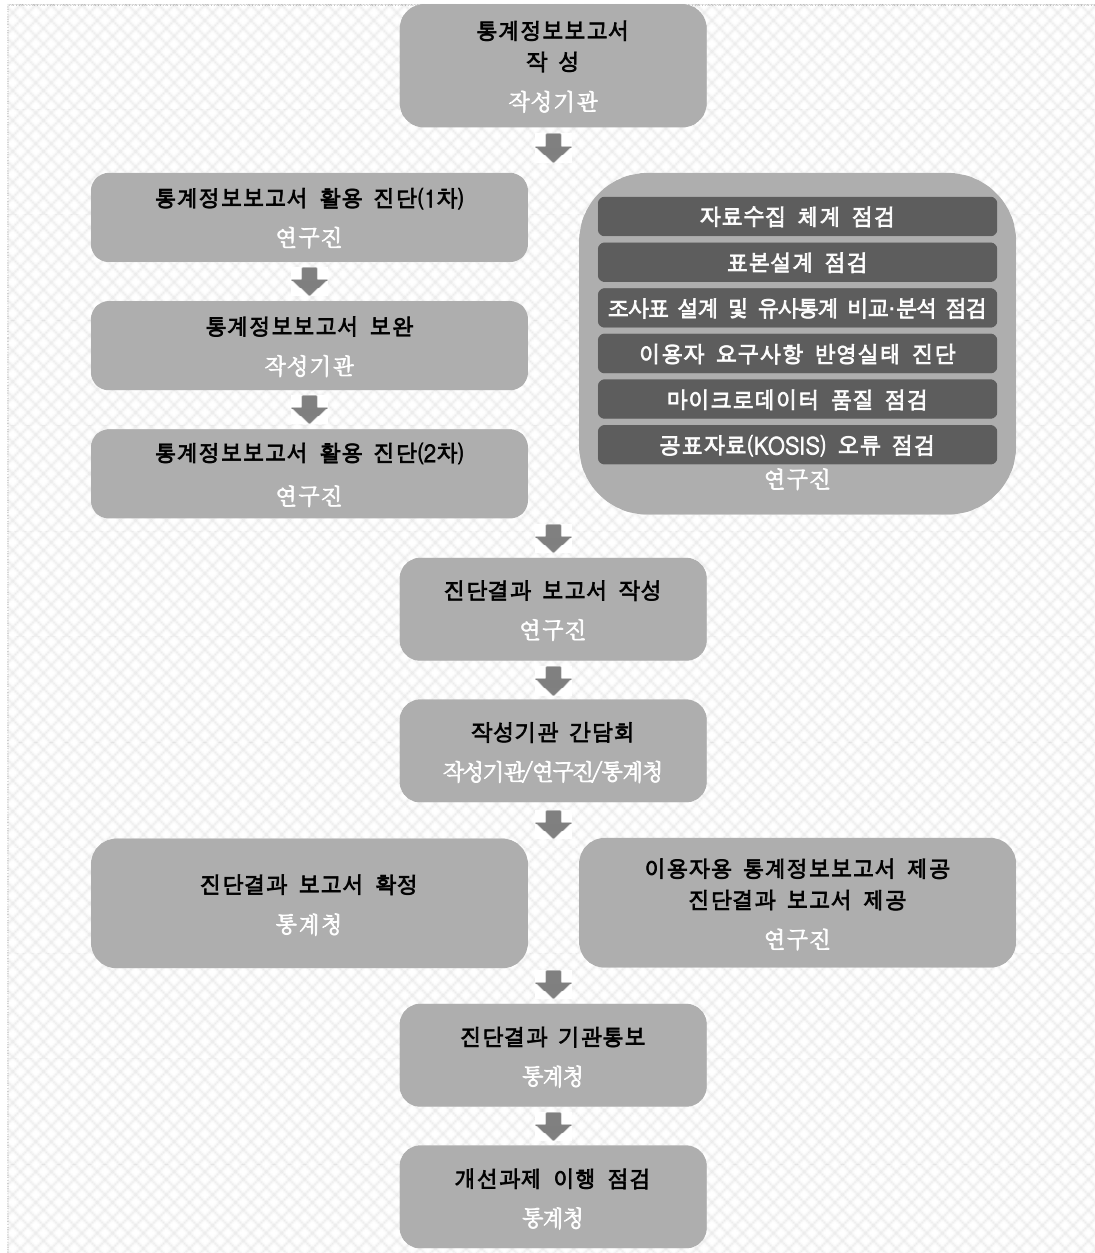 통계정보보고서
작 성
작성기관
통계정보보고서 활용 진단(1차)
연구진
통계정보보고서 보완
작성기관
통계정보보고서 활용 진단(2차)
연구진
자료수집 체계 점검
표본설계 점검
조사표 설계 및 유사통계 비교·분석 점검
이용자 요구사항 반영실태 진단
마이크로데이터 품질 점검
공표자료(KOSIS) 오류 점검
연구진
진단결과 보고서 작성
연구진
작성기관 간담회
작성기관/연구진/통계청
진단결과 보고서 확정
통계청
이용자용 통계정보보고서 제공
진단결과 보고서 제공
연구진
진단결과 기관통보
통계청
개선과제 이행 점검
통계청